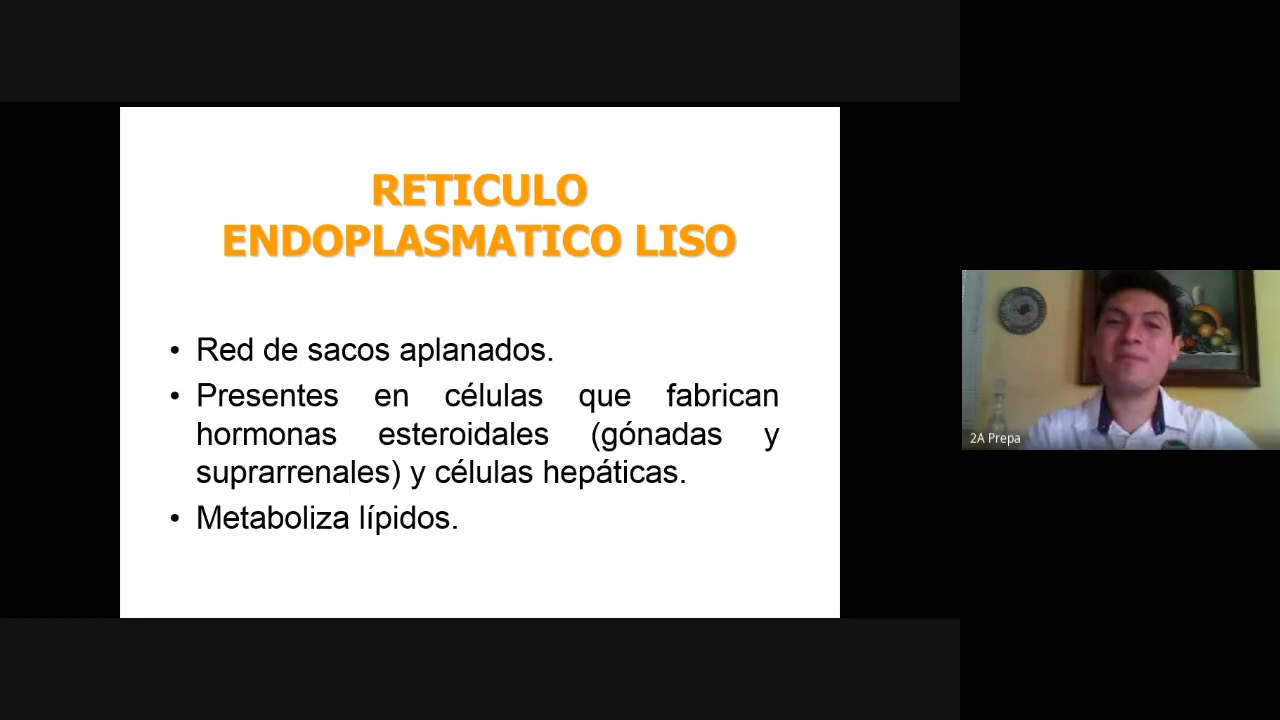 RETICULO
ENDOPLASMATICO LISO
• Red de sacos aplanados.
• Presentes en células que fabrican
hormonas esteroidales (gónadas y
suprarrenales) y células hepáticas.
• Metaboliza lípidos.
2A Prepa